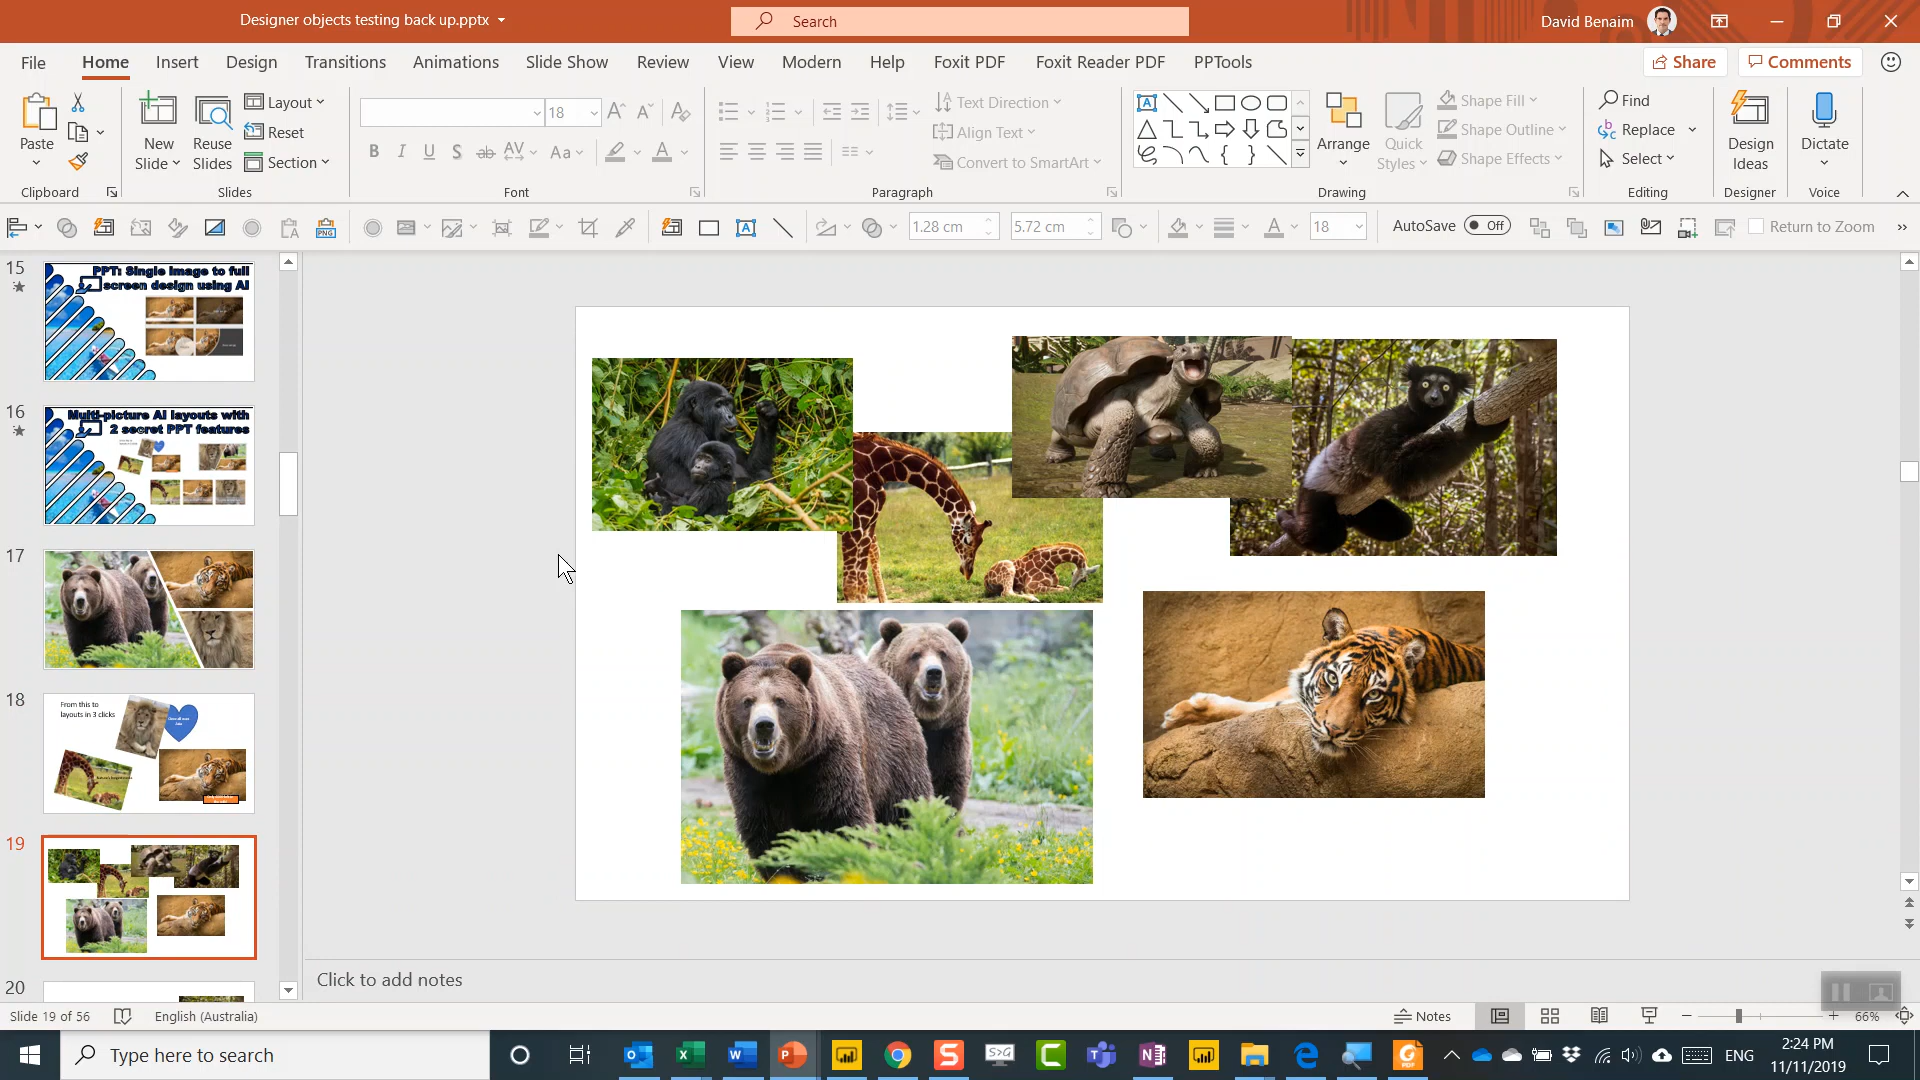 Designer objects testing back up.pptx
Search
David Benaim
File Home Insert Design Transitions Animations Slide Show Review View Modern Help Foxit PDF Foxit Reader PDF PPTools
Share
Comments
Paste
Clipboard
New Slide
Reuse Slides
Layout
Reset
Section
Slides
18
Font
Text Direction
Align Text
Convert to SmartArt
Paragraph
Arrange
Quick Styles
Shape Fill
Shape Outline
Shape Effects
Drawing
Find
Replace
Select
Editing
Design Ideas
Designer
Dictate
Voice
1.28 cm
5.72 cm
18
AutoSave Off
Return to Zoom
15
PPT: Single image to full
screen design using AI
16
Multi-picture AI layouts with
2 secret PPT features
17
18
From this to
layouts in 3 clicks
19
20
Click to add notes
Slide 19 of 56
English (Australia)
Notes
66%
Type here to search
ENG
2:24 PM
11/11/2019